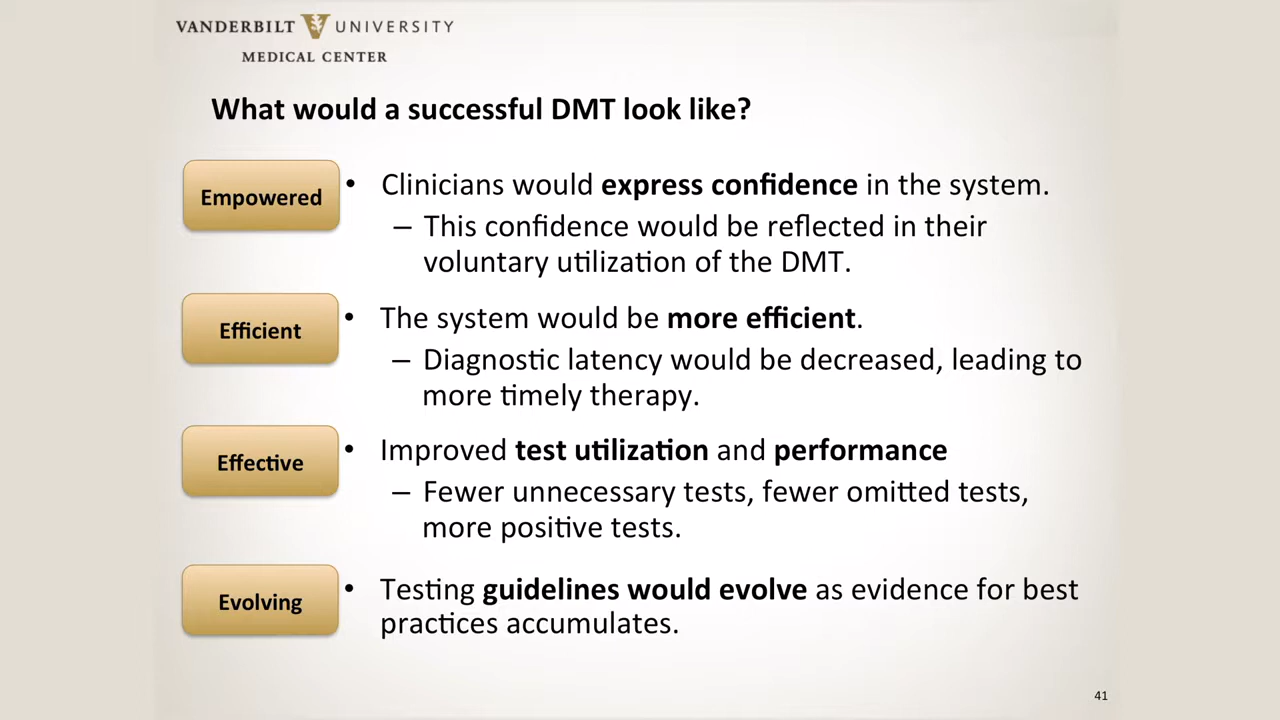 VANDERBILT V UNIVERSITY
MEDICAL CENTER
What would a successful DMT look like?
Empowered
• Clinicians would express confidence in the system.
– This confidence would be reflected in their
voluntary utilization of the DMT.
Efficient
• The system would be more efficient.
– Diagnostic latency would be decreased, leading to
more timely therapy.
Effective
• Improved test utilization and performance
– Fewer unnecessary tests, fewer omitted tests,
more positive tests.
Evolving
• Testing guidelines would evolve as evidence for best
practices accumulates.
41